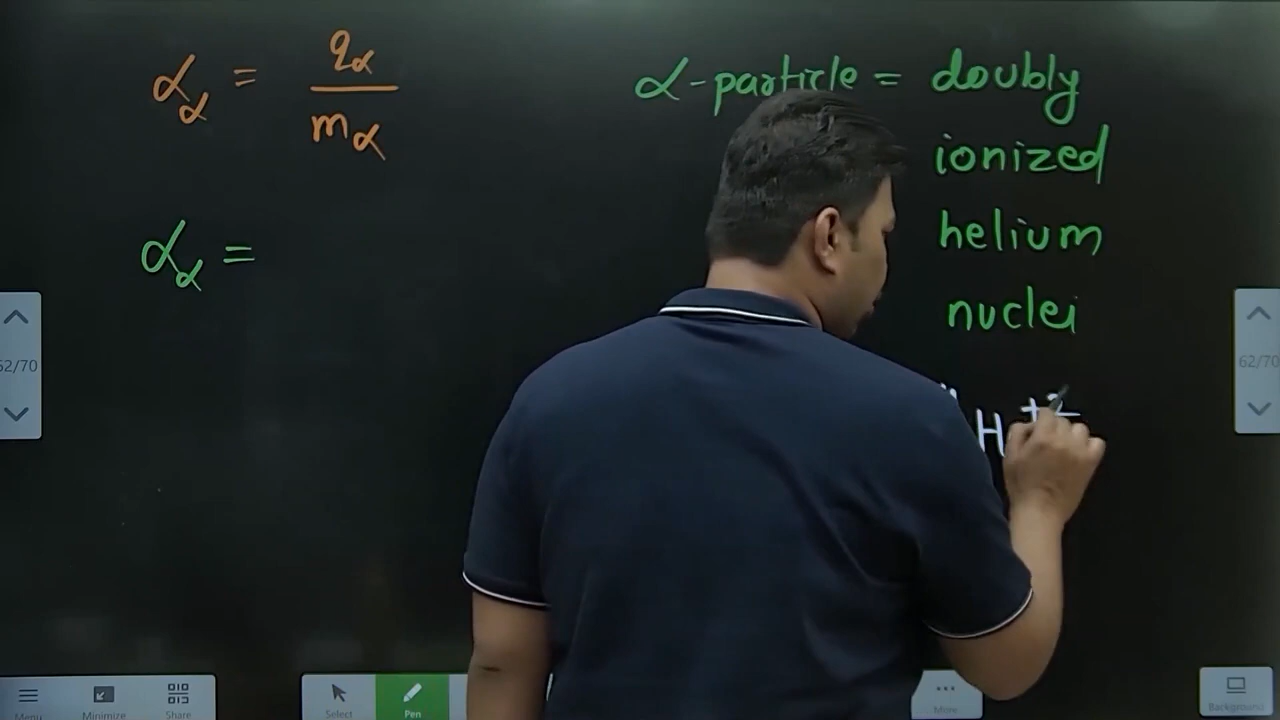 α_α = q_α / m_α
α-particle = doubly
ionized
helium
nuclei
α_α =
H +2
62/70
62/70
Menu
Minimize
Share
Select
Pen
More
Background